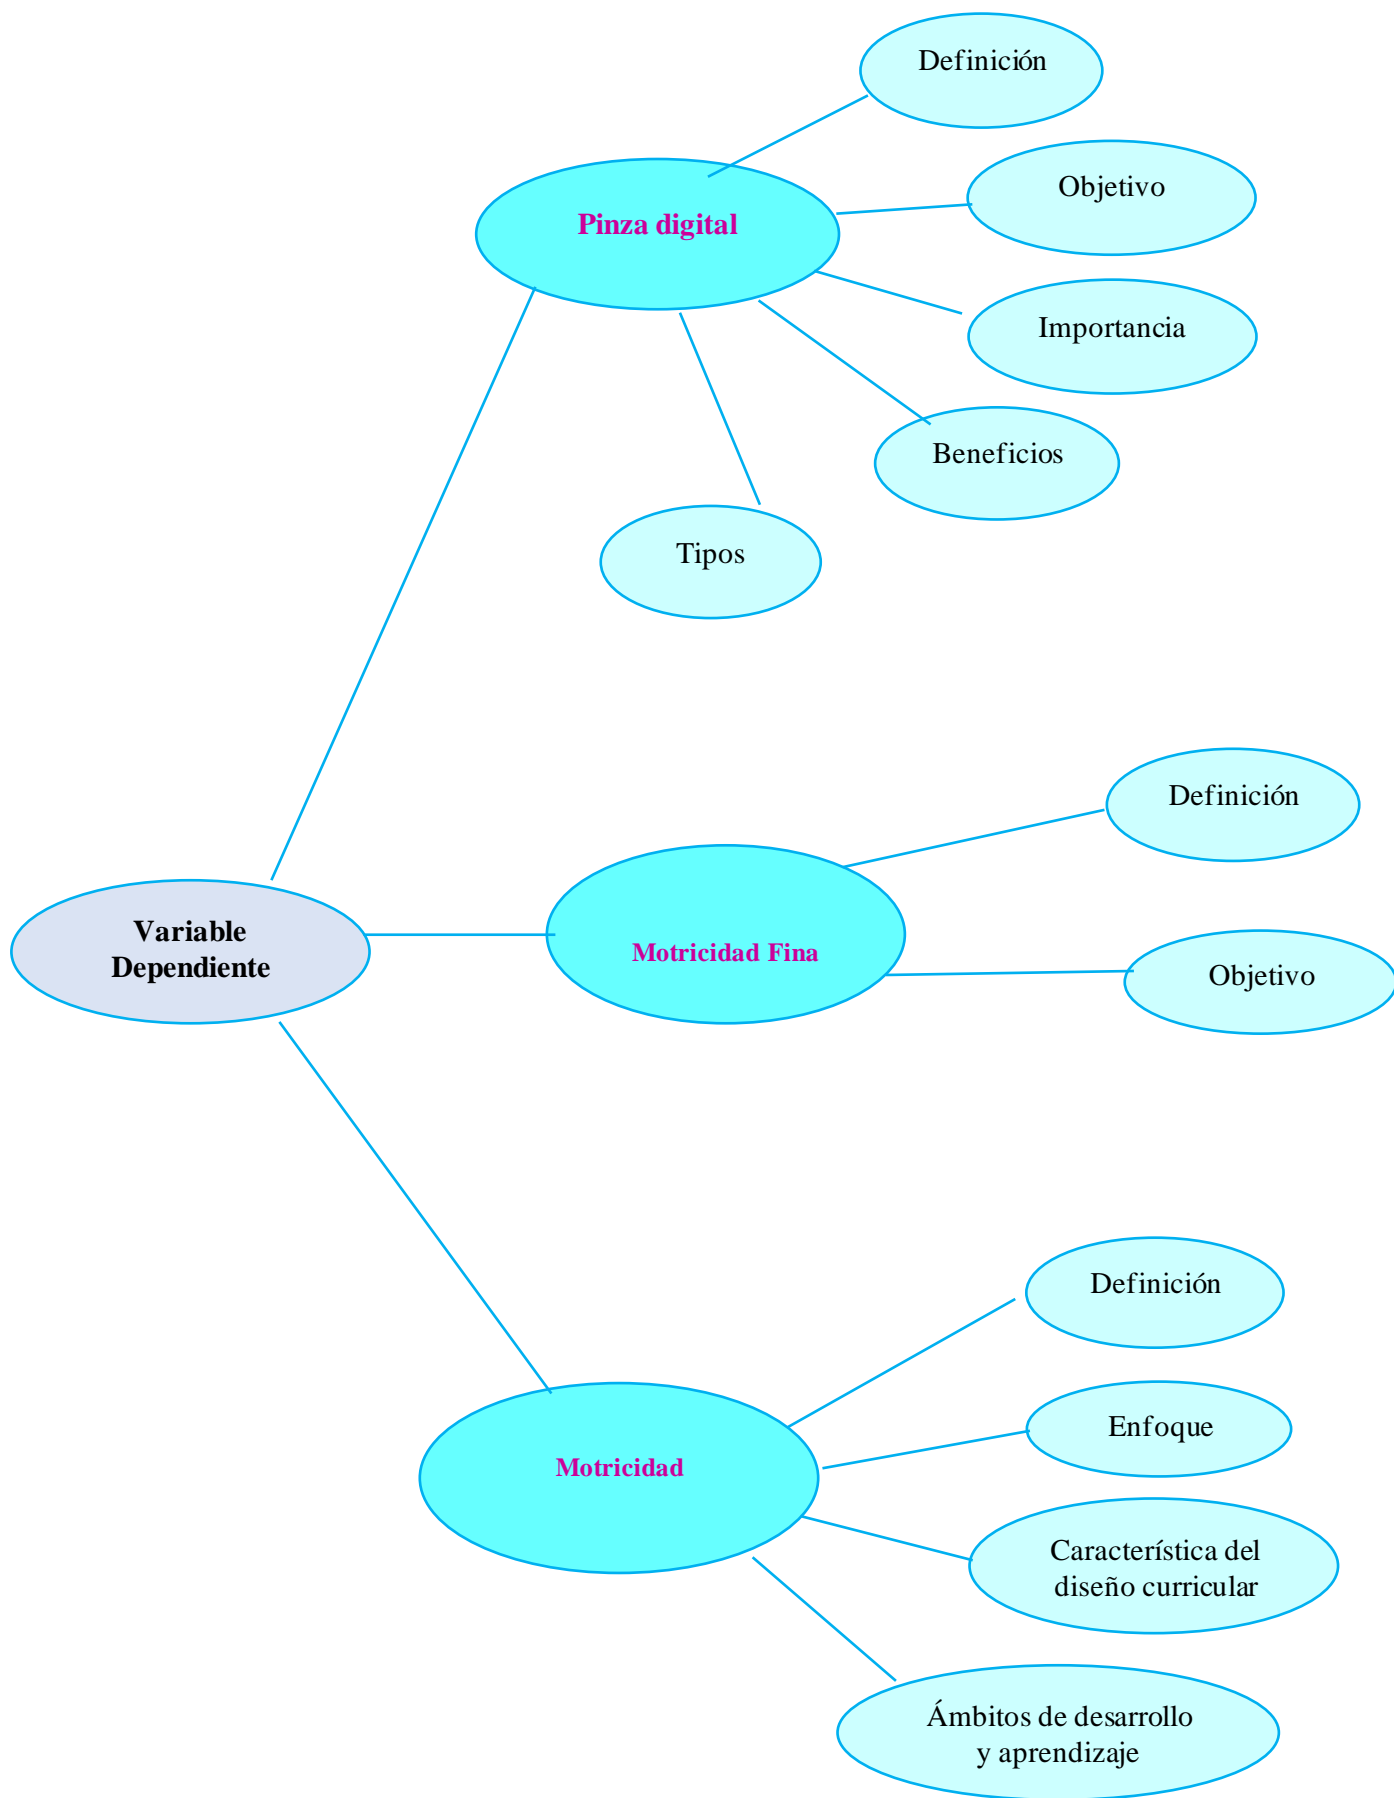 Definición
Objetivo
Pinza digital
Importancia
Beneficios
Tipos
Definición
Variable
Dependiente
Motricidad Fina
Objetivo
Definición
Enfoque
Motricidad
Característica del
diseño curricular
Ámbitos de desarrollo
y aprendizaje